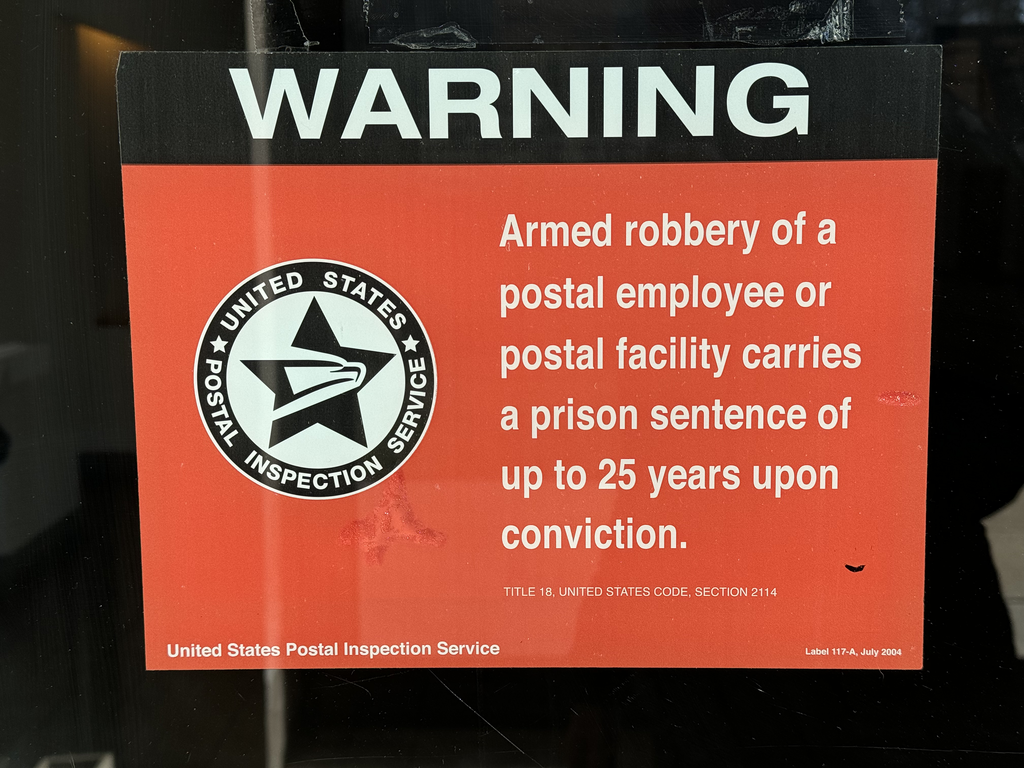 WARNING
UNITED STATES
POSTAL INSPECTION SERVICE
Armed robbery of a
postal employee or
postal facility carries
a prison sentence of
up to 25 years upon
conviction.
TITLE 18, UNITED STATES CODE, SECTION 2114
United States Postal Inspection Service
Label 117-A, July 2004